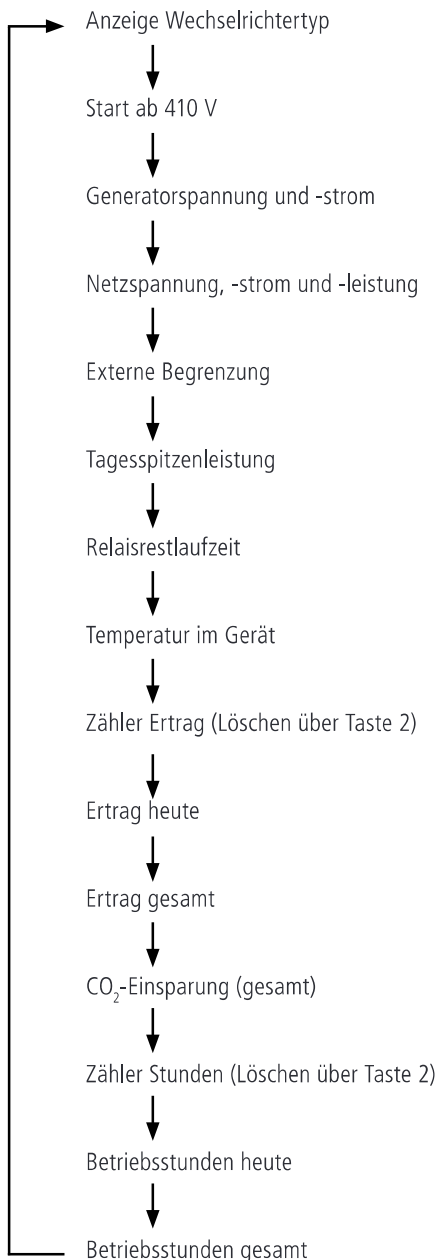 Anzeige Wechselrichtertyp
Start ab 410 V
Generatorspannung und -strom
Netzspannung, -strom und -leistung
Externe Begrenzung
Tagesspitzenleistung
Relaisrestlaufzeit
Temperatur im Gerät
Zähler Ertrag (Löschen über Taste 2)
Ertrag heute
Ertrag gesamt
CO₂-Einsparung (gesamt)
Zähler Stunden (Löschen über Taste 2)
Betriebsstunden heute
Betriebsstunden gesamt